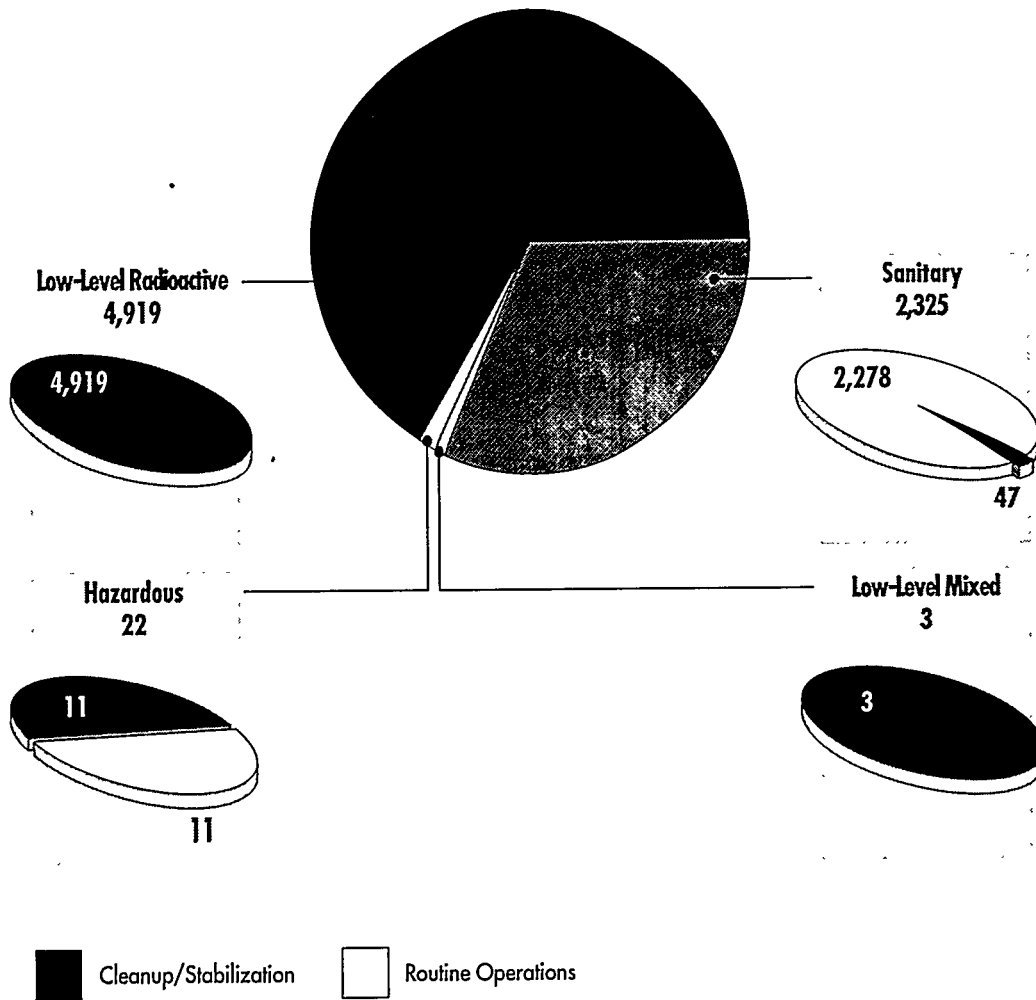 Low-Level Radioactive
4,919
4,919
Sanitary
2,325
2,278
47
Hazardous
22
11
11
Low-Level Mixed
3
3
Cleanup/Stabilization
Routine Operations